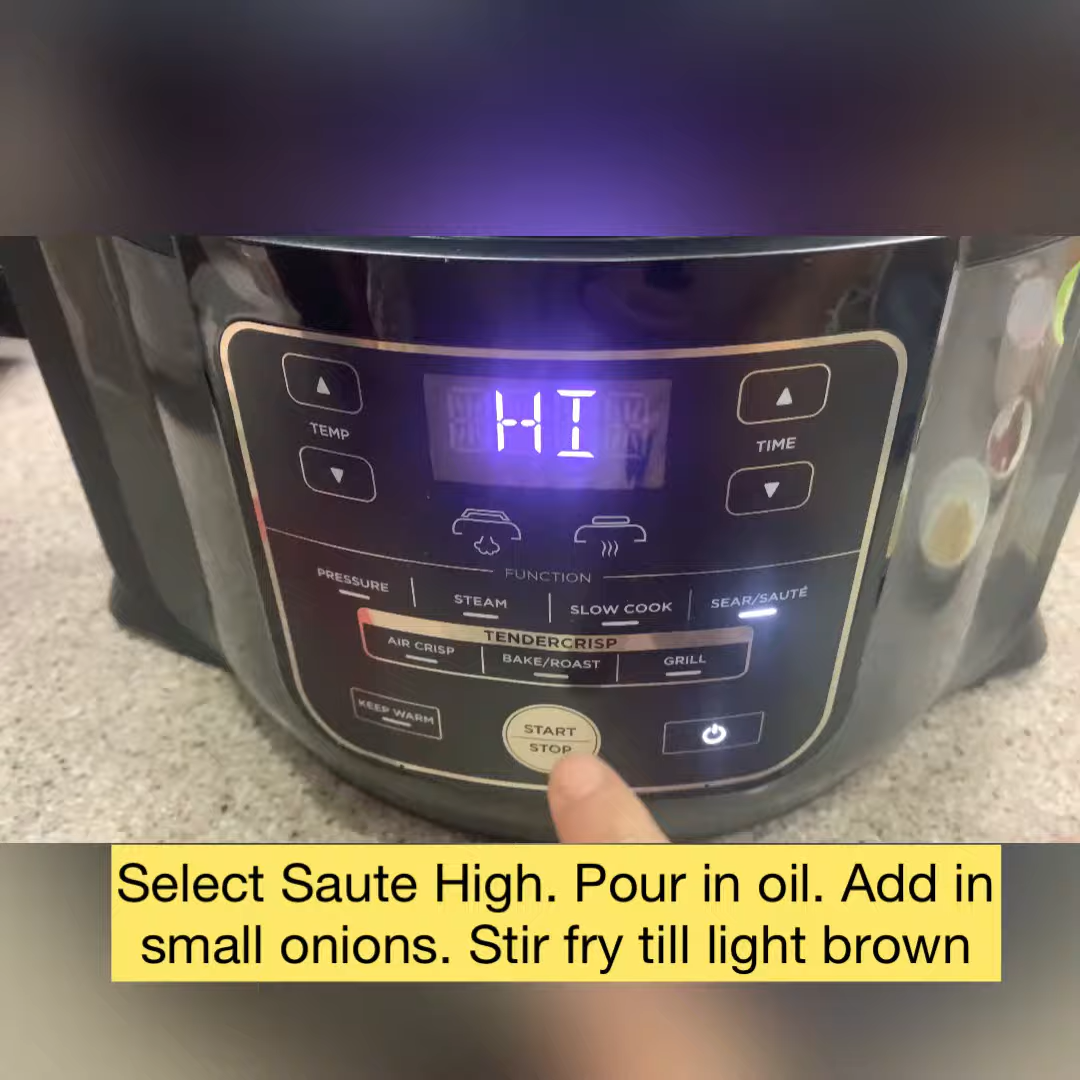 HI
TEMP
TIME
FUNCTION
PRESSURE
STEAM
SLOW COOK
SEAR/SAUTÉ
TENDERCRISP
AIR CRISP
BAKE/ROAST
GRILL
KEEP WARM
START
STOP
Select Saute High. Pour in oil. Add in
small onions. Stir fry till light brown